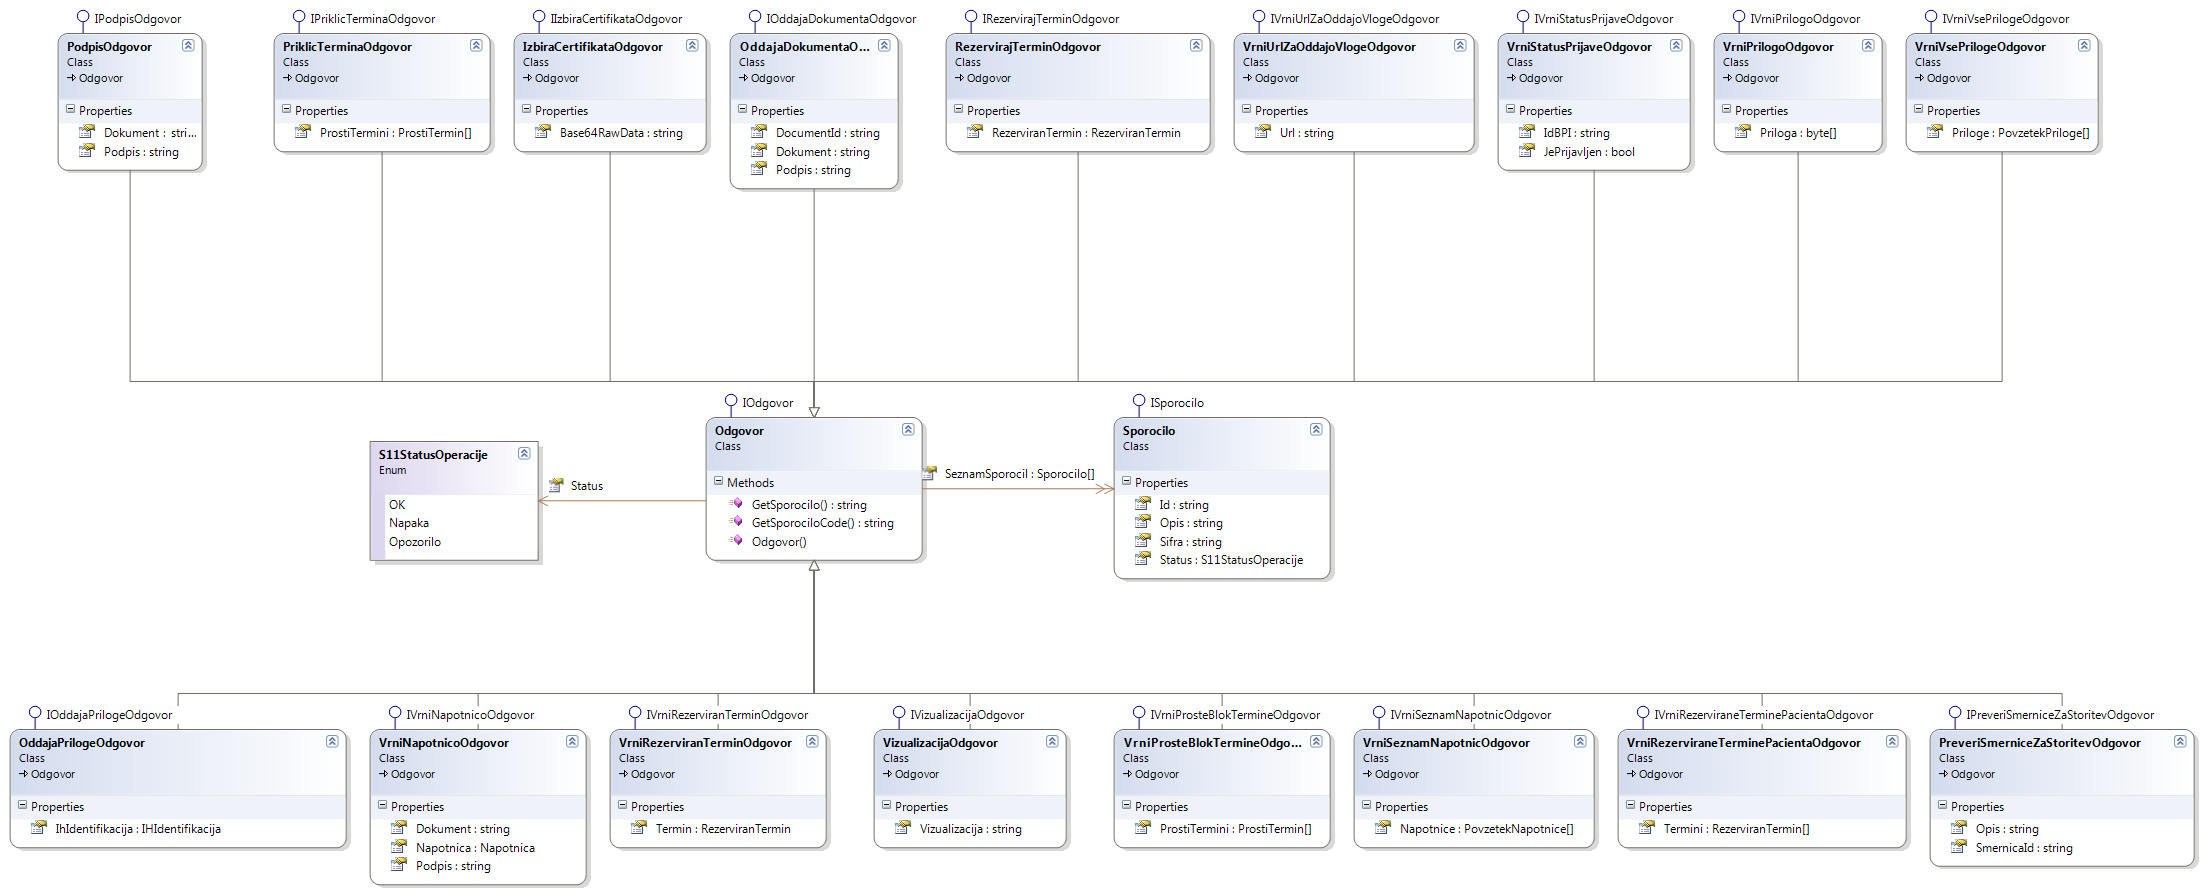 IPodpisOdgovor
PodpisOdgovor
Class
Odgovor
Properties
Dokument : stri...
Podpis : string
IPriklicTerminaOdgovor
PriklicTerminaOdgovor
Class
Odgovor
Properties
ProstiTermini : ProstiTermin[]
IIzbiraCertifikataOdgovor
IzbiraCertifikataOdgovor
Class
Odgovor
Properties
Base64RawData : string
IOddajaDokumentaOdgovor
OddajaDokumentaO...
Class
Odgovor
Properties
DocumentId : string
Dokument : string
Podpis : string
IRezervirajTerminOdgovor
RezervirajTerminOdgovor
Class
Odgovor
Properties
RezerviranTermin : RezerviranTermin
IVrniUrlZaOddajoVlogeOdgovor
VrniUrlZaOddajoVlogeOdgovor
Class
Odgovor
Properties
Url : string
IVrniStatusPrijaveOdgovor
VrniStatusPrijaveOdgovor
Class
Odgovor
Properties
IdBPI : string
JePrijavljen : bool
IVrniPrilogoOdgovor
VrniPrilogoOdgovor
Class
Odgovor
Properties
Priloga : byte[]
IVrniVsePrilogeOdgovor
VrniVsePrilogeOdgovor
Class
Odgovor
Properties
Priloge : PovzetekPriloge[]
S11StatusOperacije
Enum
OK
Napaka
Opozorilo
Status
IOdgovor
Odgovor
Class
Methods
GetSporocilo() : string
GetSporociloCode() : string
Odgovor()
SeznamSporocil : Sporocilo[]
ISporocilo
Sporocilo
Class
Properties
Id : string
Opis : string
Sifra : string
Status : S11StatusOperacije
IOddajaPrilogeOdgovor
OddajaPrilogeOdgovor
Class
Odgovor
Properties
IhIdentifikacija : IHIdentifikacija
IVrniNapotnicoOdgovor
VrniNapotnicoOdgovor
Class
Odgovor
Properties
Dokument : string
Napotnica : Napotnica
Podpis : string
IVrniRezerviranTerminOdgovor
VrniRezerviranTerminOdgovor
Class
Odgovor
Properties
Termin : RezerviranTermin
IVizualizacijaOdgovor
VizualizacijaOdgovor
Class
Odgovor
Properties
Vizualizacija : string
IVrniProsteBlokTermineOdgovor
VrniProsteBlokTermineOdgo...
Class
Odgovor
Properties
ProstiTermini : ProstiTermin[]
IVrniSeznamNapotnicOdgovor
VrniSeznamNapotnicOdgovor
Class
Odgovor
Properties
Napotnice : PovzetekNapotnice[]
IVrniRezerviraneTerminePacientaOdgovor
VrniRezerviraneTerminePacientaOdgovor
Class
Odgovor
Properties
Termini : RezerviranTermin[]
IPreveriSmerniceZaStoritevOdgovor
PreveriSmerniceZaStoritevOdgovor
Class
Odgovor
Properties
Opis : string
SmernicaId : string